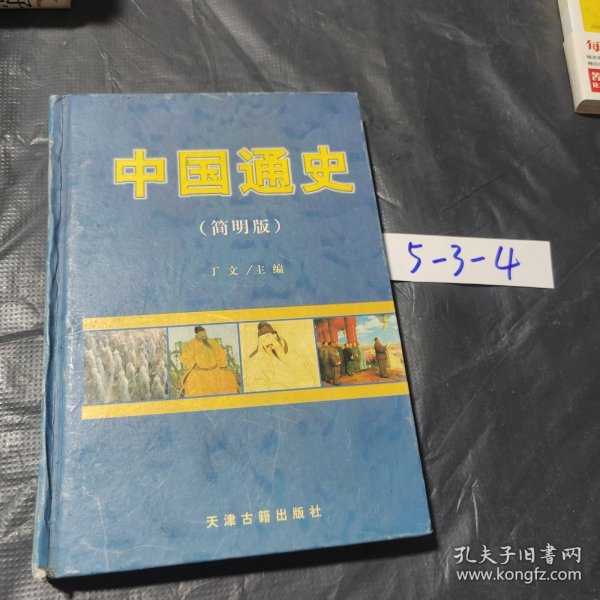 中国通史
（简明版）
丁文/主编
天津古籍出版社
5-3-4
孔夫子旧书网
www.kongfz.com